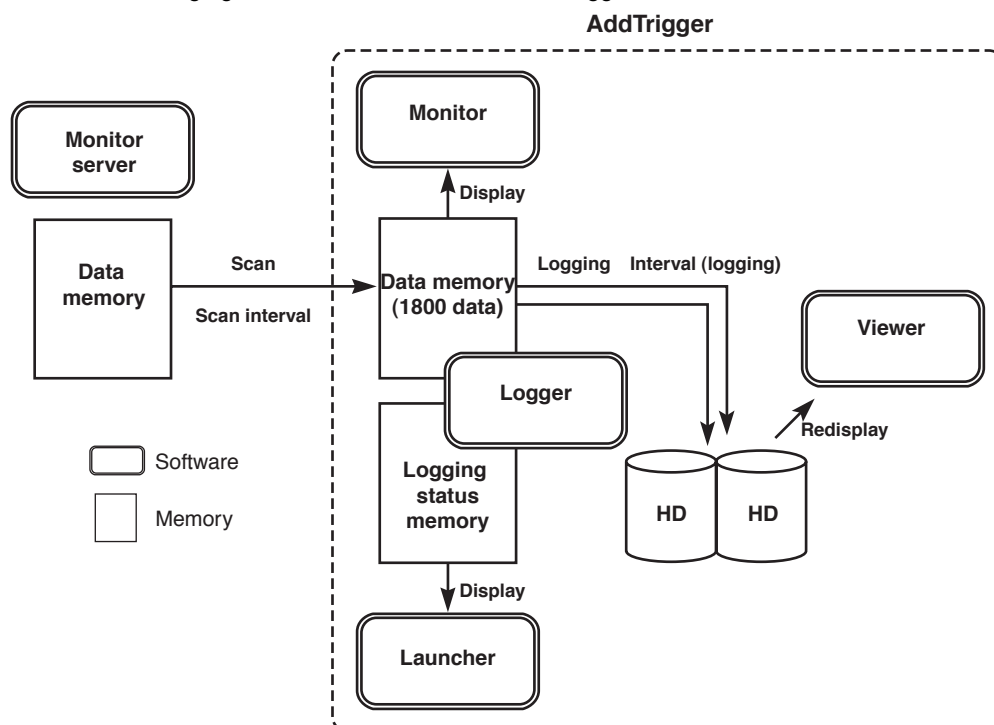 AddTrigger
Monitor
Monitor
server
Display
Data
memory
Scan
Scan interval
Data memory
(1800 data)
Logging Interval (logging)
Viewer
Logger
Redisplay
Software
Memory
Logging
status
memory
HD HD
Display
Launcher